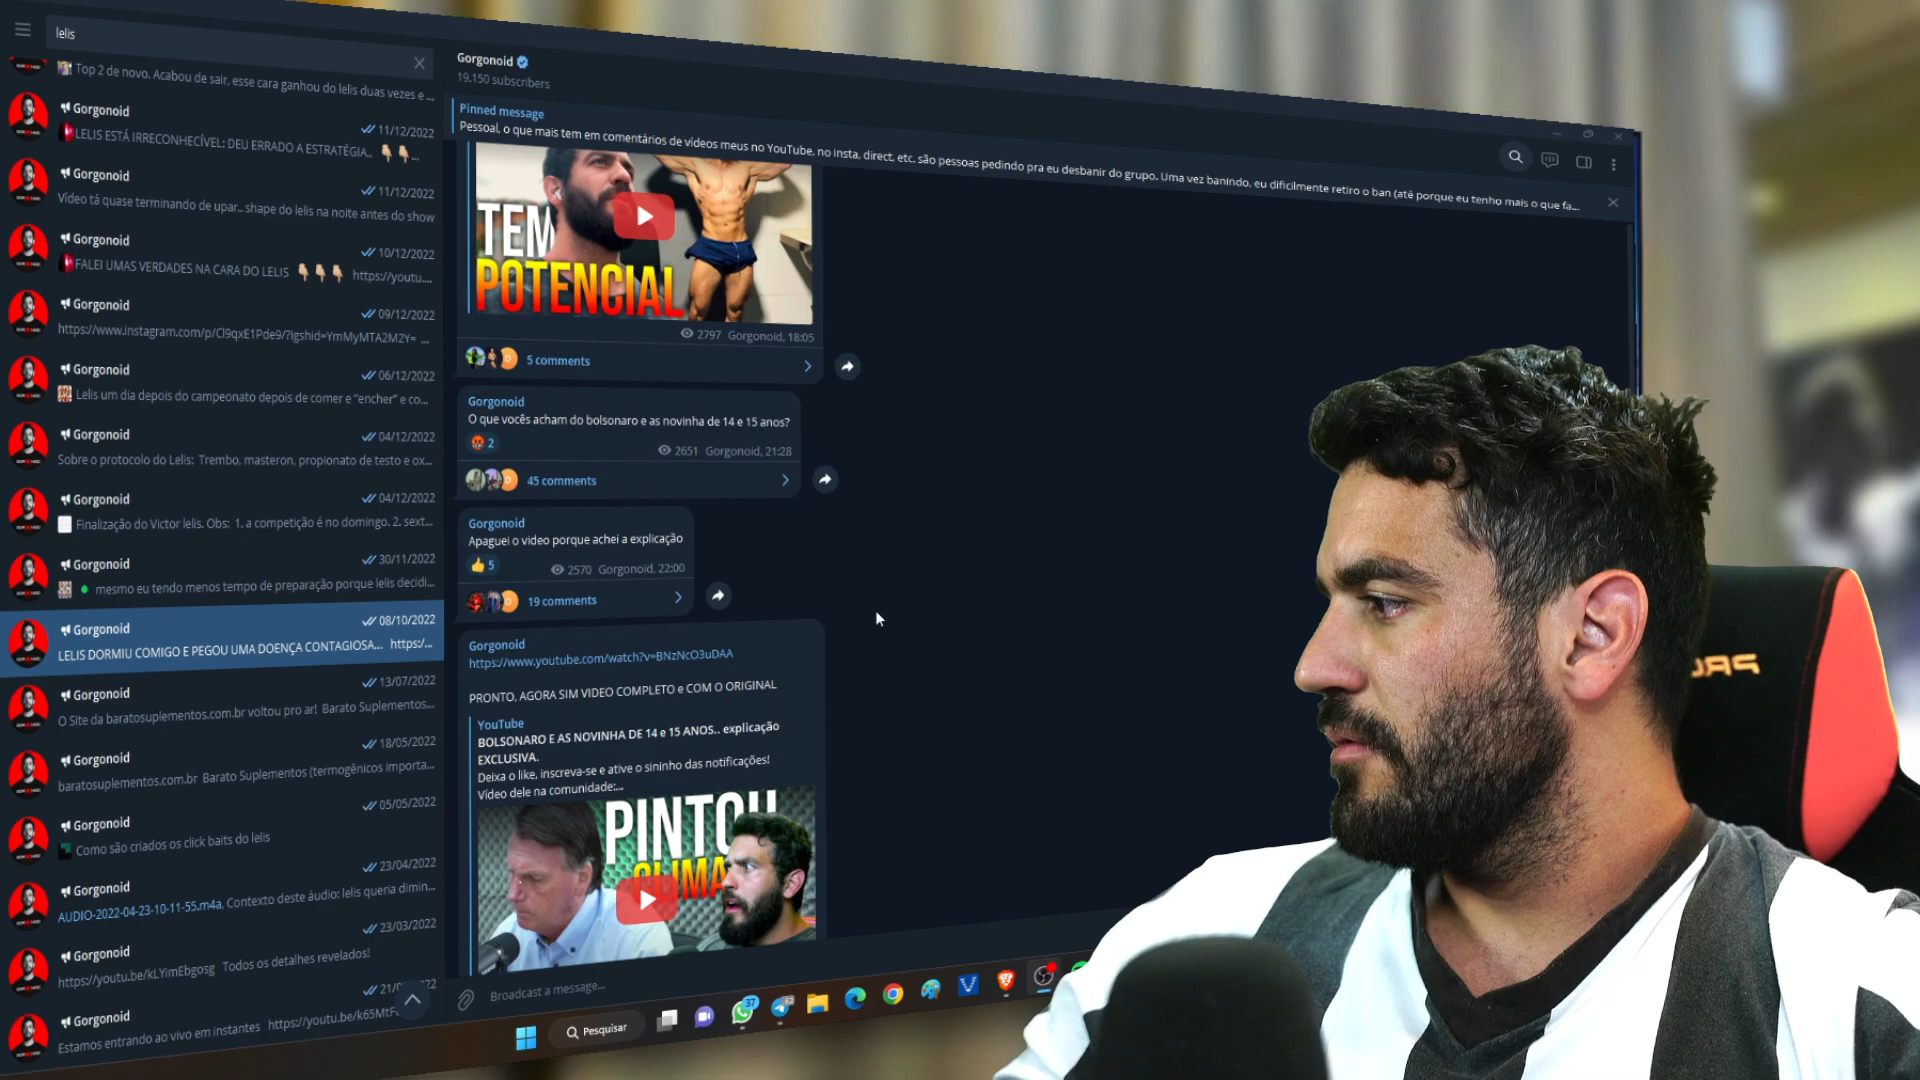 lelis
Top 2 de novo. Acabou de sair, esse cara ganhou do lelis duas vezes e ...
Gorgonoid
11/12/2022
LELIS ESTÁ IRRECONHECÍVEL: DEU ERRADO A ESTRATÉGIA.. 👇🏻👇🏻...
Gorgonoid
11/12/2022
Vídeo tá quase terminando de upar.. shape do lelis na noite antes do show
Gorgonoid
10/12/2022
FALEI UMAS VERDADES NA CARA DO LELIS 👇🏻👇🏻👇🏻 https://youtu....
Gorgonoid
09/12/2022
https://www.instagram.com/p/Cl9qxE1Pde9/?igshid=YmMyMTA2M2Y= ...
Gorgonoid
06/12/2022
Lelis um dia depois do campeonato depois de comer e "encher" e co...
Gorgonoid
04/12/2022
Sobre o protocolo do Lelis: Trembo, masteron, propionato de testo e ox...
Gorgonoid
04/12/2022
Finalização do Victor lelis. Obs: 1. a competição é no domingo. 2. sext...
Gorgonoid
30/11/2022
mesmo eu tendo menos tempo de preparação porque lelis decidi...
Gorgonoid
08/10/2022
LELIS DORMIU COMIGO E PEGOU UMA DOENÇA CONTAGIOSA... https:/...
Gorgonoid
13/07/2022
O Site da baratosuplementos.com.br voltou pro ar! Barato Suplementos...
Gorgonoid
18/05/2022
baratosuplementos.com.br Barato Suplementos (termogênicos importa...
Gorgonoid
05/05/2022
Como são criados os click baits do lelis
Gorgonoid
23/04/2022
AUDIO-2022-04-23-10-11-55.m4a, Contexto deste áudio: lelis queria dimin...
Gorgonoid
23/03/2022
https://youtu.be/kLYimEbgosg Todos os detalhes revelados!
Gorgonoid
Estamos entrando ao vivo em instantes
Gorgonoid
19.150 subscribers
Pinned message
Pessoal, o que mais tem em comentários de vídeos meus no YouTube, no insta, direct, etc. são pessoas pedindo pra eu desbanir do grupo. Uma vez banindo, eu dificilmente retiro o ban (até porque eu tenho mais o que fa...
TEM
POTENCIAL
2797 Gorgonoid, 18:05
5 comments
Gorgonoid
O que vocês acham do bolsonaro e as novinha de 14 e 15 anos?
2
2651 Gorgonoid, 21:28
45 comments
Gorgonoid
Apaguei o video porque achei a explicação
5
2570 Gorgonoid, 22:00
19 comments
Gorgonoid
https://www.youtube.com/watch?v=BNzNcO3uDAA
PRONTO, AGORA SIM VIDEO COMPLETO e COM O ORIGINAL
YouTube
BOLSONARO E AS NOVINHA DE 14 e 15 ANOS.. explicação
EXCLUSIVA.
Deixa o like, inscreva-se e ative o sininho das notificações!
Vídeo dele na comunidade:...
PINTOU
CLIMA
Broadcast a message...
Pesquisar
37